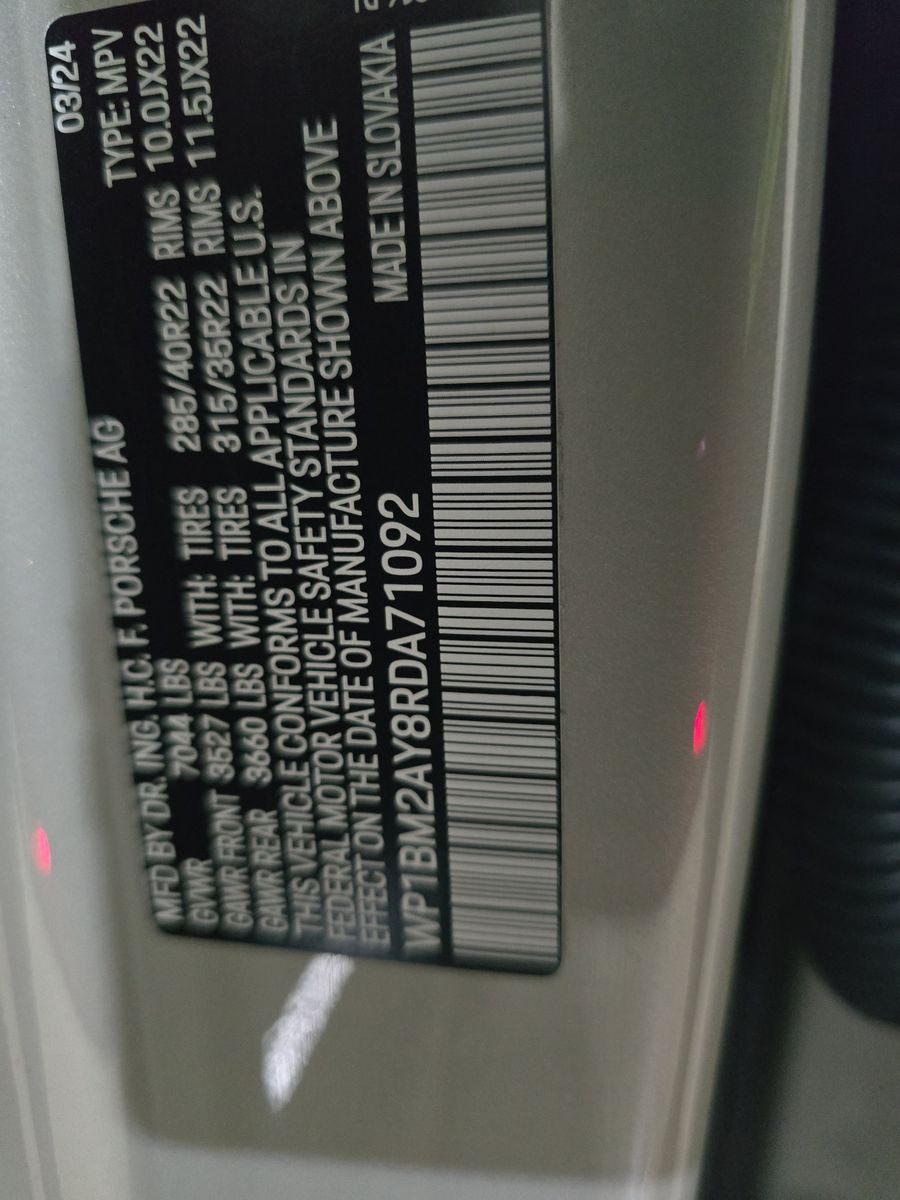 MFD BY DR. ING. H.C. F. PORSCHE AG 03/24
GVWR 7044 LBS TYPE: MPV
GAWR FRONT 3527 LBS WITH: TIRES 285/40R22 RIMS 10.0JX22
GAWR REAR 3660 LBS WITH: TIRES 315/35R22 RIMS 11.5JX22
THIS VEHICLE CONFORMS TO ALL APPLICABLE U.S.
FEDERAL MOTOR VEHICLE SAFETY STANDARDS IN
EFFECT ON THE DATE OF MANUFACTURE SHOWN ABOVE
WP1BM2AY8RDA71092 MADE IN SLOVAKIA